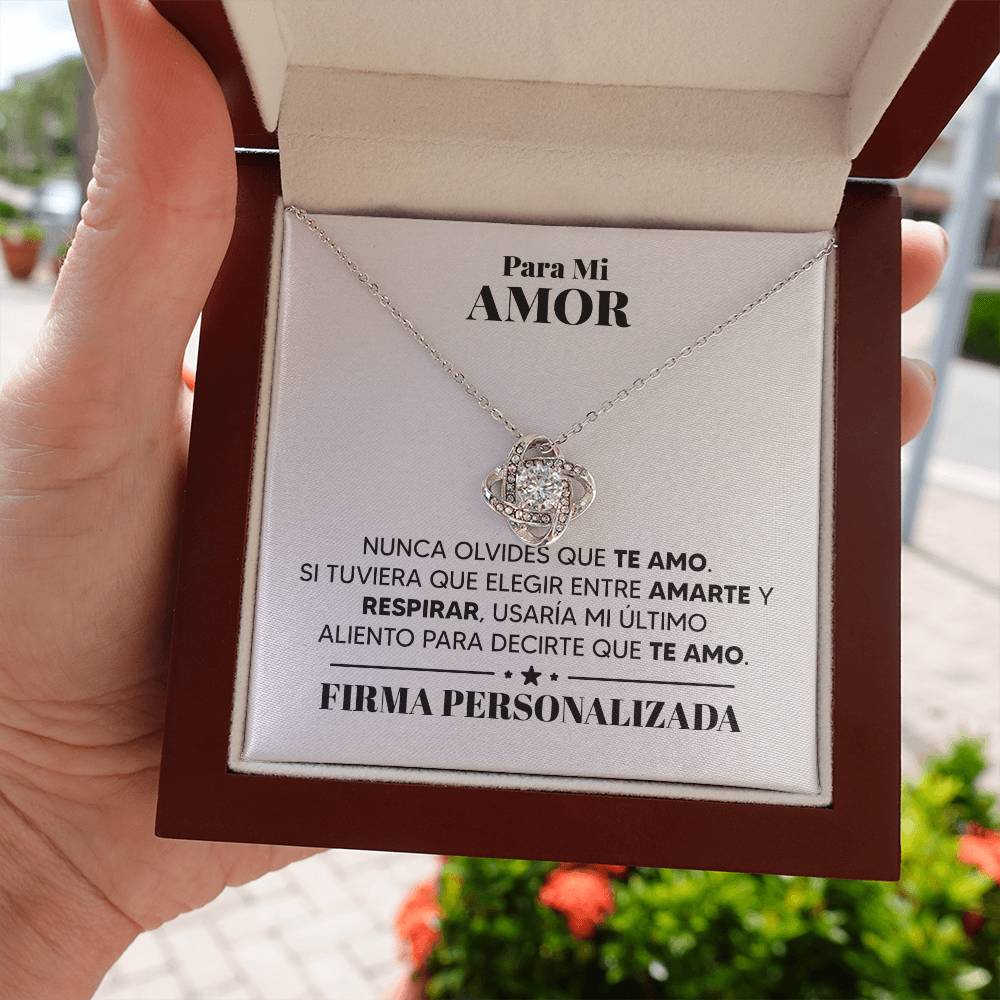 Para Mi
AMOR
NUNCA OLVIDES QUE TE AMO.
SI TUVIERA QUE ELEGIR ENTRE AMARTE Y
RESPIRAR, USARÍA MI ÚLTIMO
ALIENTO PARA DECIRTE QUE TE AMO.
FIRMA PERSONALIZADA